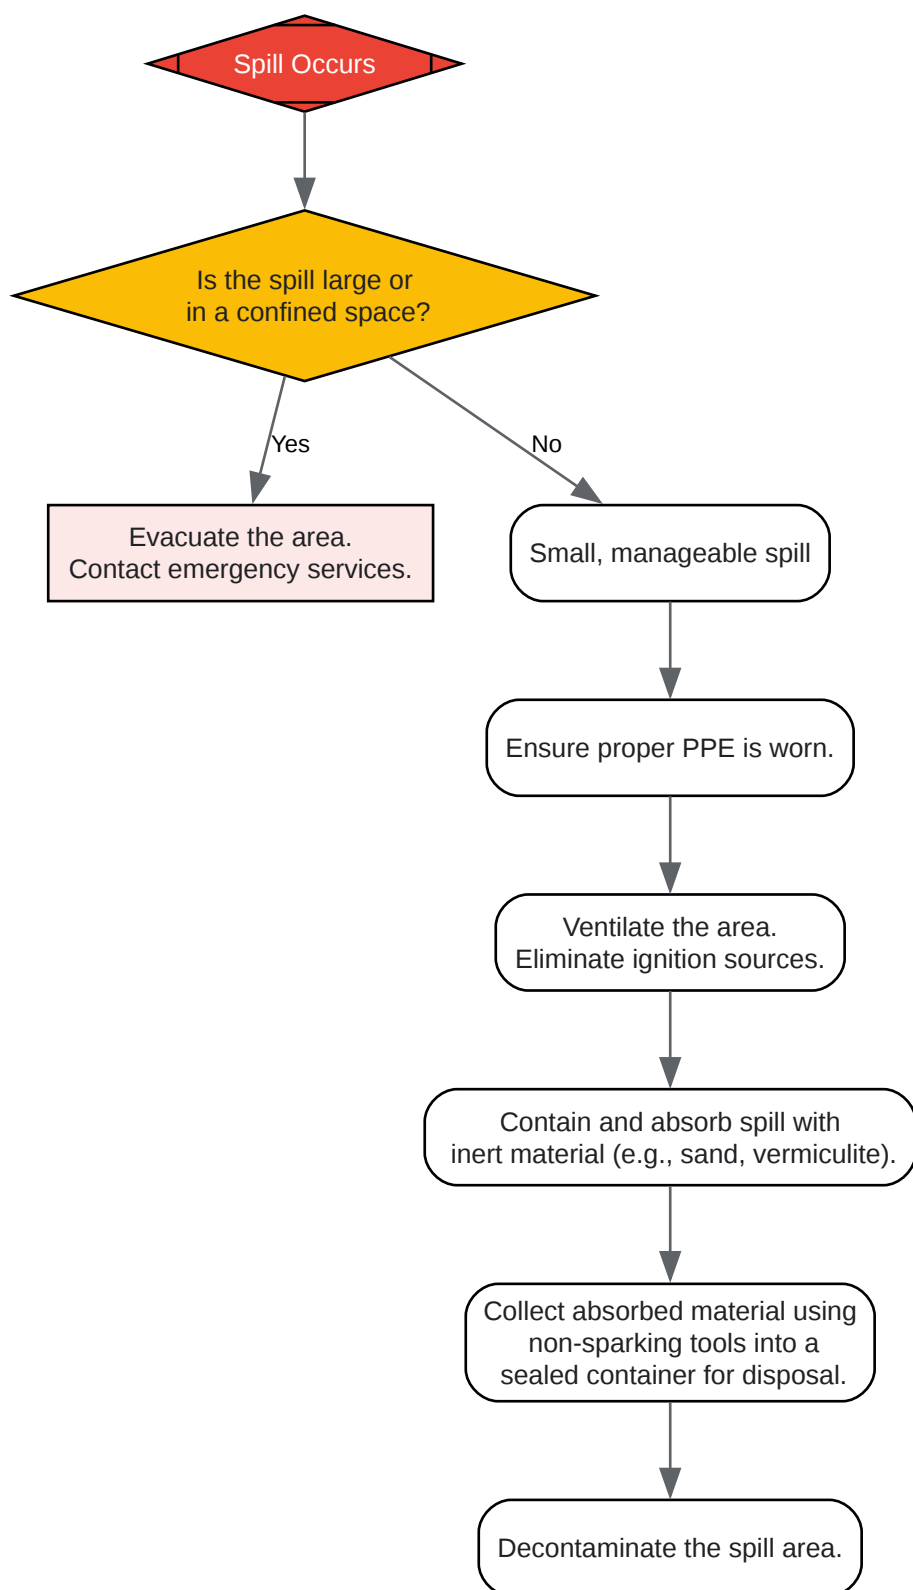 Spill Occurs
Is the spill large or
in a confined space?
Yes
No
Evacuate the area.
Contact emergency services.
Small, manageable spill
Ensure proper PPE is worn.
Ventilate the area.
Eliminate ignition sources.
Contain and absorb spill with
inert material (e.g., sand, vermiculite).
Collect absorbed material using
non-sparking tools into a
sealed container for disposal.
Decontaminate the spill area.